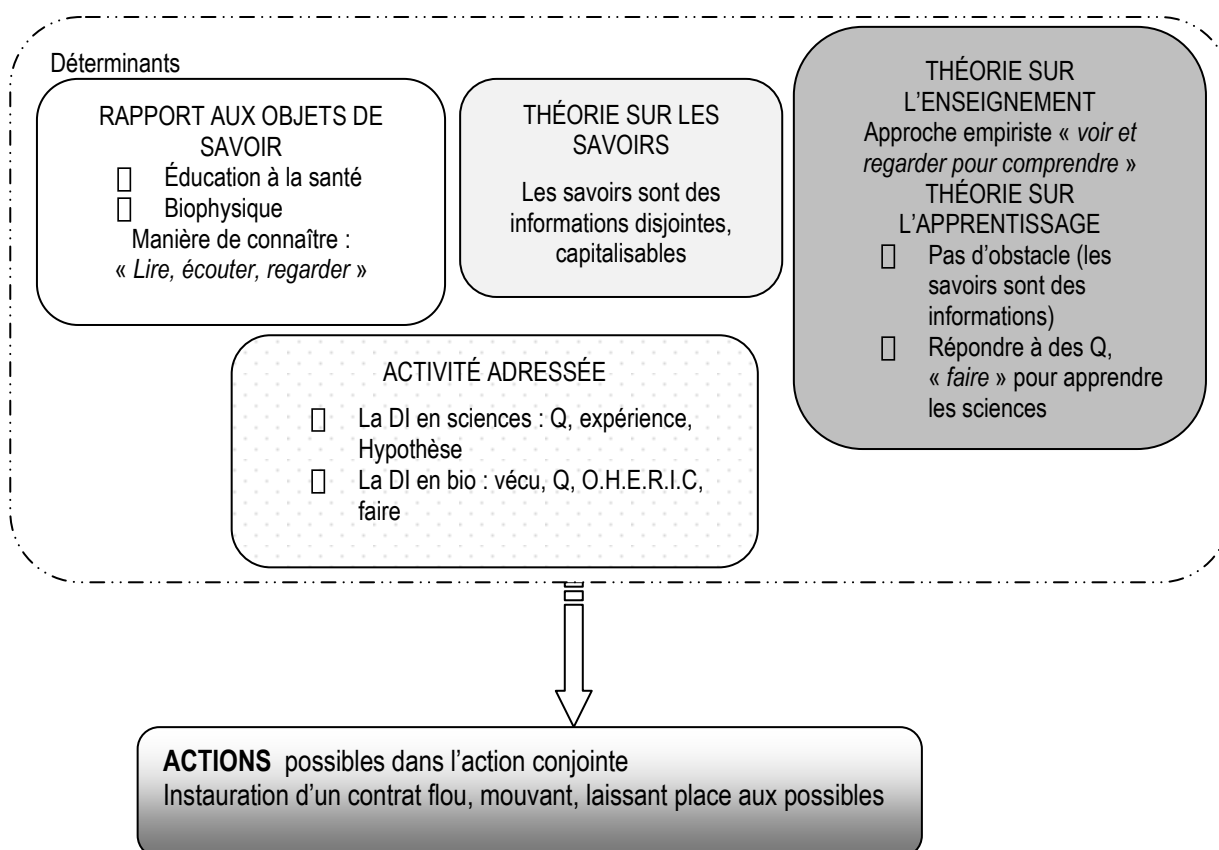 Déterminants
RAPPORT AUX OBJETS DE
SAVOIR
Éducation à la santé
Biophysique
Manière de connaître :
« Lire, écouter, regarder »
THÉORIE SUR LES
SAVOIRS
Les savoirs sont des
informations disjointes,
capitalisables
THÉORIE SUR
L’ENSEIGNEMENT
Approche empiriste « voir et
regarder pour comprendre »
THÉORIE SUR
L’APPRENTISSAGE
Pas d’obstacle (les
savoirs sont des
informations)
Répondre à des Q,
« faire » pour apprendre
les sciences
ACTIVITÉ ADRESSÉE
La DI en sciences : Q, expérience,
Hypothèse
La DI en bio : vécu, Q, O.H.E.R.I.C,
faire
ACTIONS possibles dans l’action conjointe
Instauration d’un contrat flou, mouvant, laissant place aux possibles